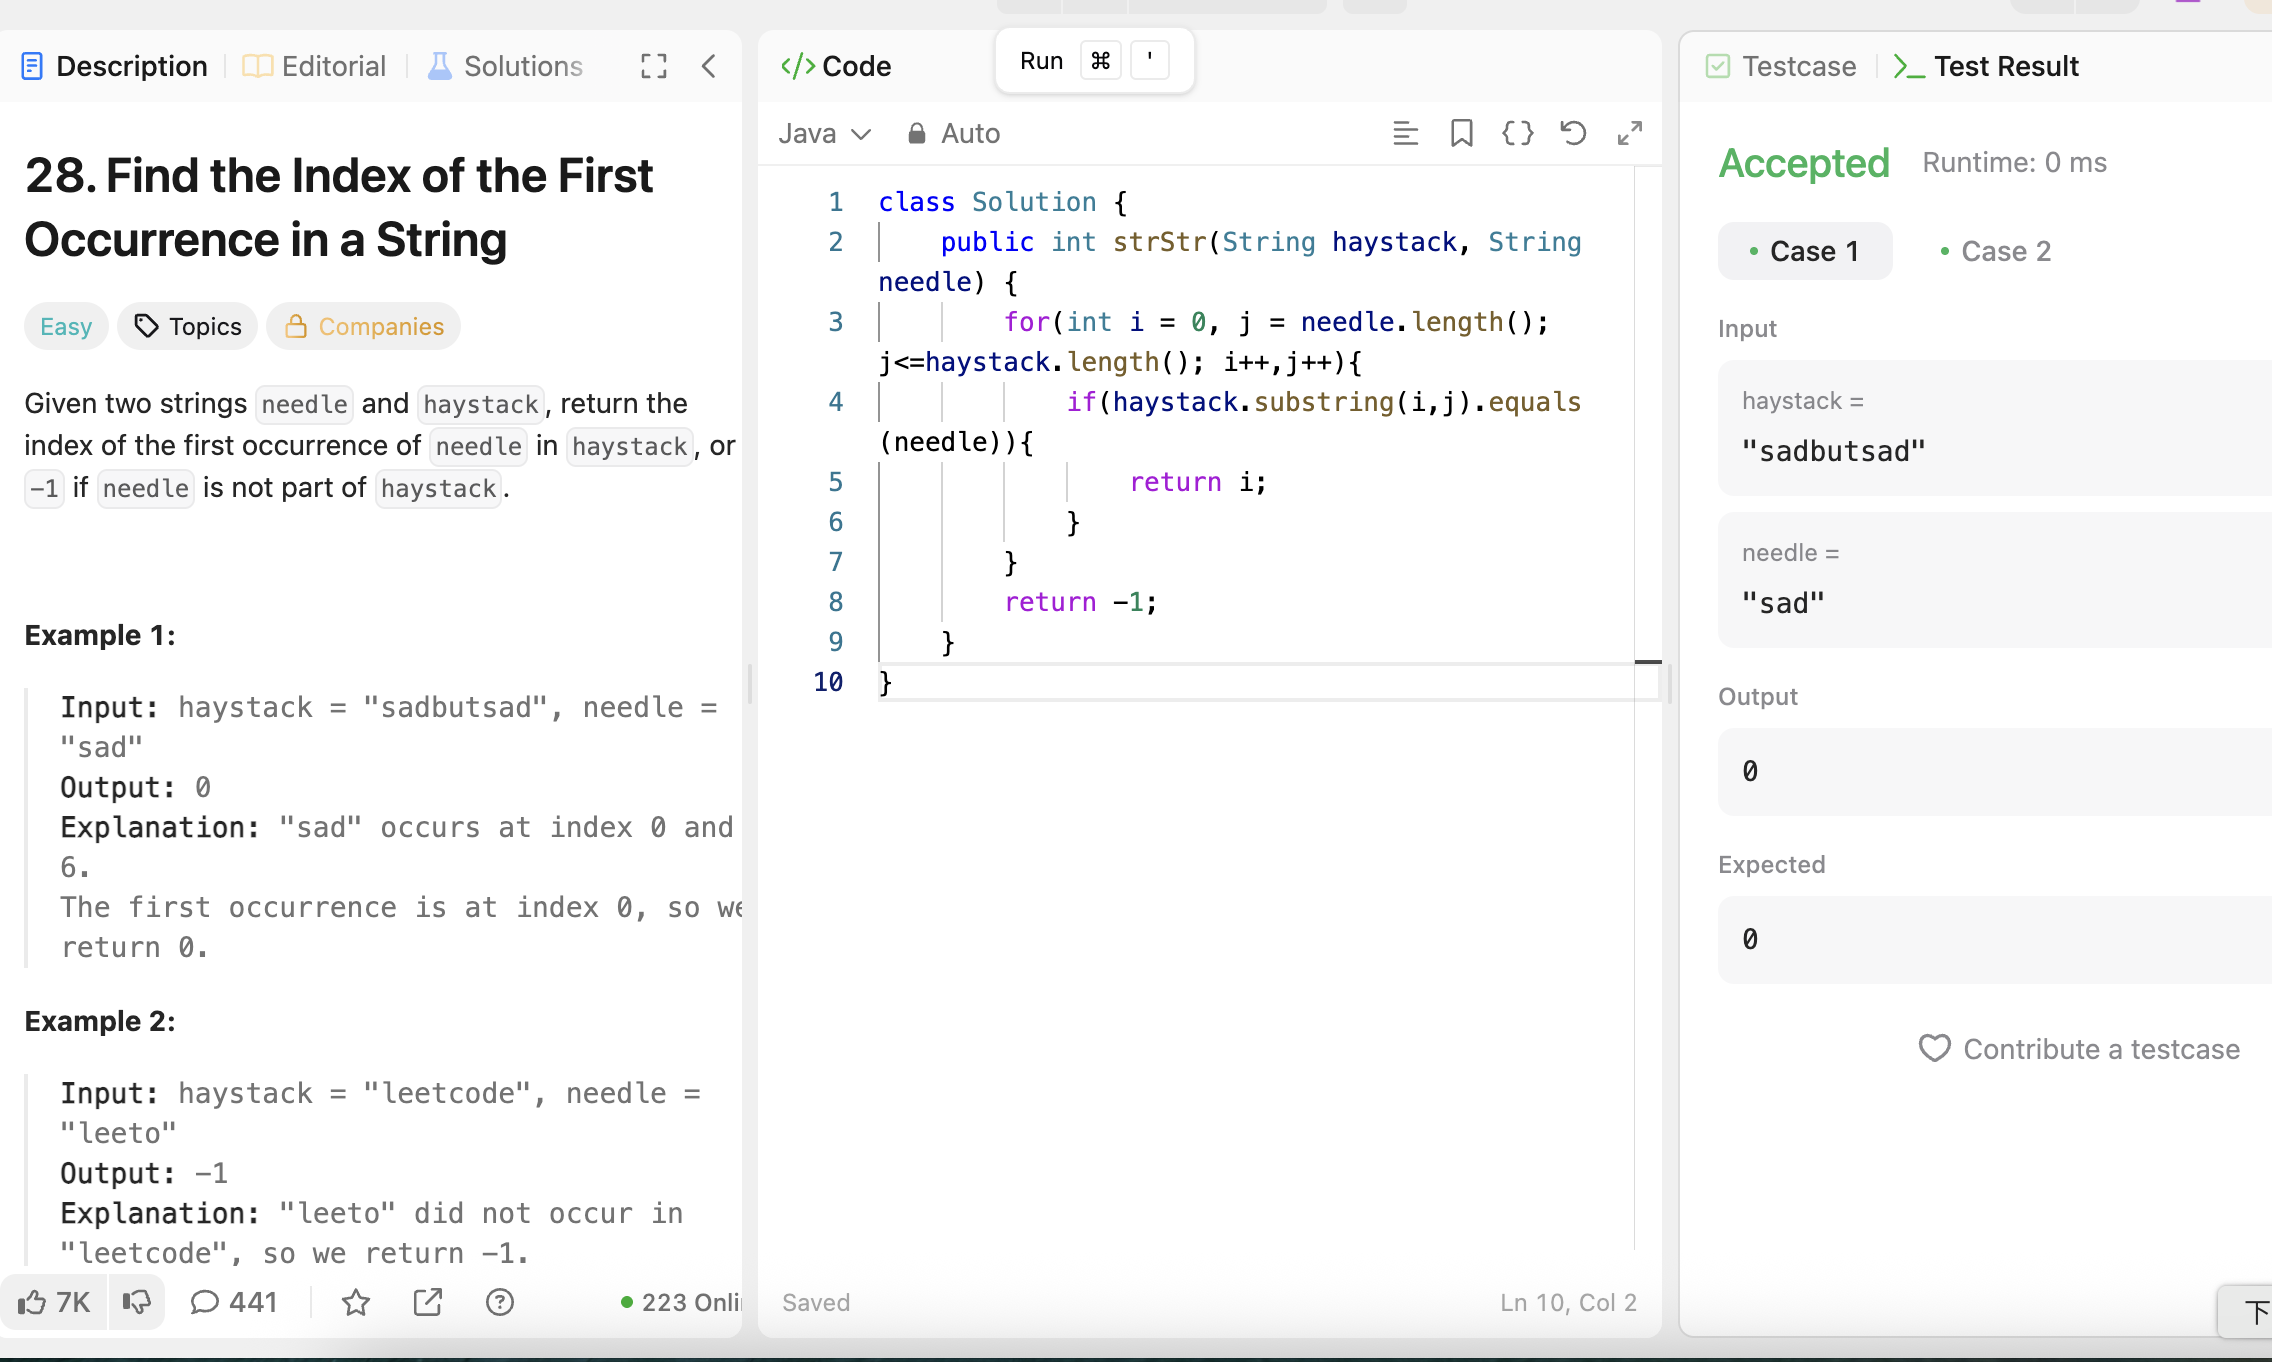 Description
Editorial
Solutions
28. Find the Index of the First
Occurrence in a String
Easy
Topics
Companies
Given two strings needle and haystack, return the
index of the first occurrence of needle in haystack, or
-1 if needle is not part of haystack.
Example 1:
Input: haystack = "sadbutsad", needle =
"sad"
Output: 0
Explanation: "sad" occurs at index 0 and
6.
The first occurrence is at index 0, so we
return 0.
Example 2:
Input: haystack = "leetcode", needle =
"leeto"
Output: -1
Explanation: "leeto" did not occur in
"leetcode", so we return -1.
7K
441
223 Onli
</> Code
Run ⌘ '
Java
Auto
1 class Solution {
2 public int strStr(String haystack, String
needle) {
3 for(int i = 0, j = needle.length();
j<=haystack.length(); i++,j++){
4 if(haystack.substring(i,j).equals
(needle)){
5 return i;
6 }
7 }
8 return -1;
9 }
10 }
Saved
Ln 10, Col 2
Testcase
>_ Test Result
Accepted
Runtime: 0 ms
Case 1
Case 2
Input
haystack =
"sadbutsad"
needle =
"sad"
Output
0
Expected
0
Contribute a testcase
下